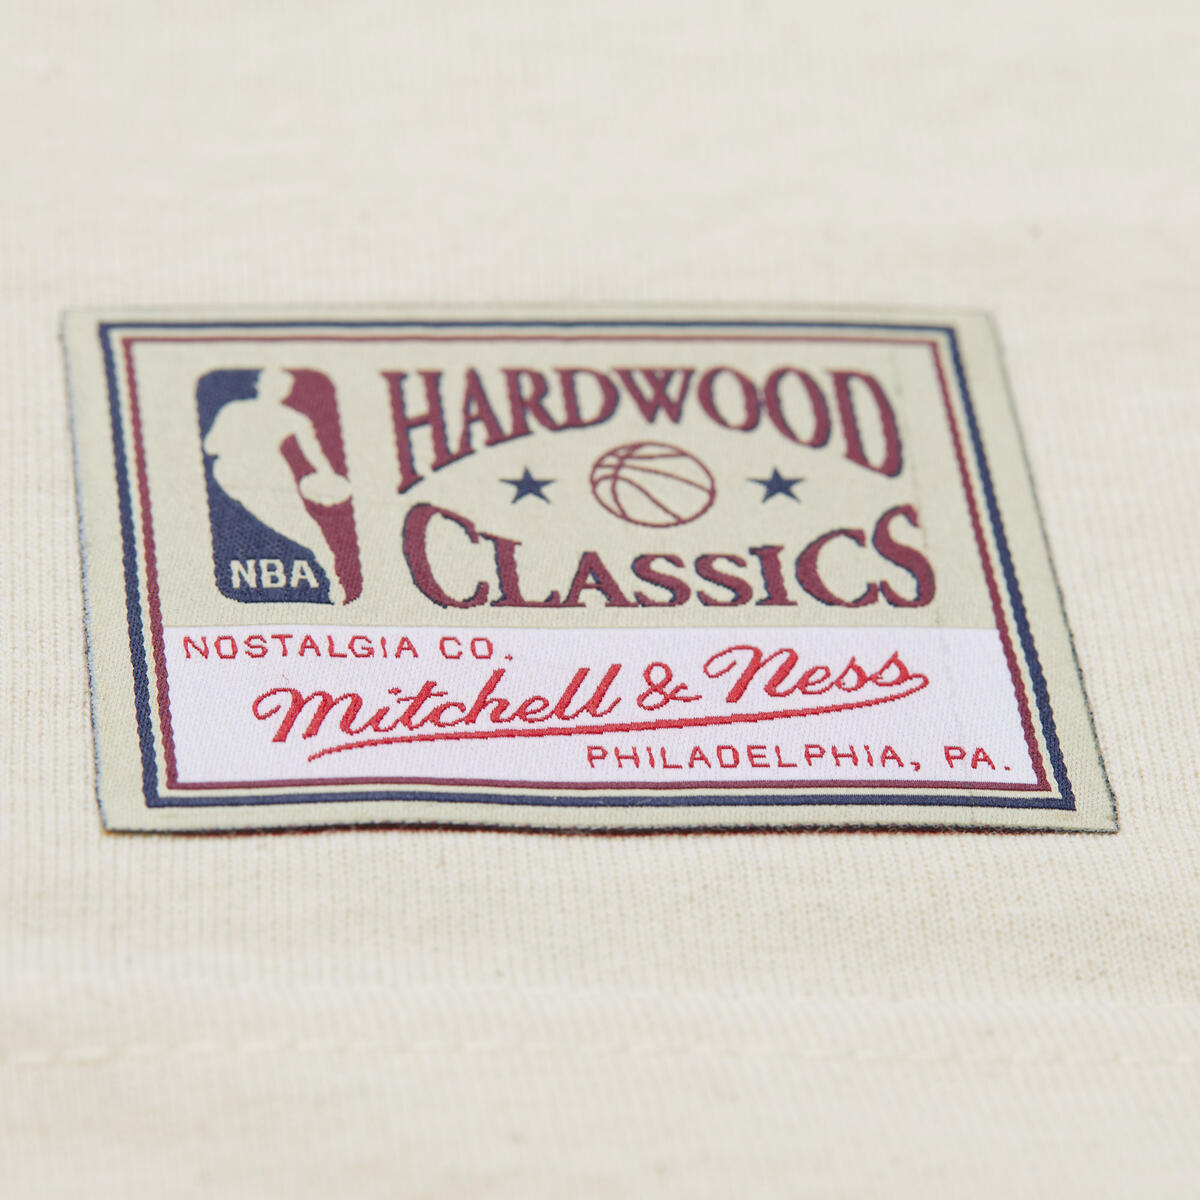 HARDWOOD
CLASSICS
NBA
NOSTALGIA CO.
Mitchell & Ness
PHILADELPHIA, PA.